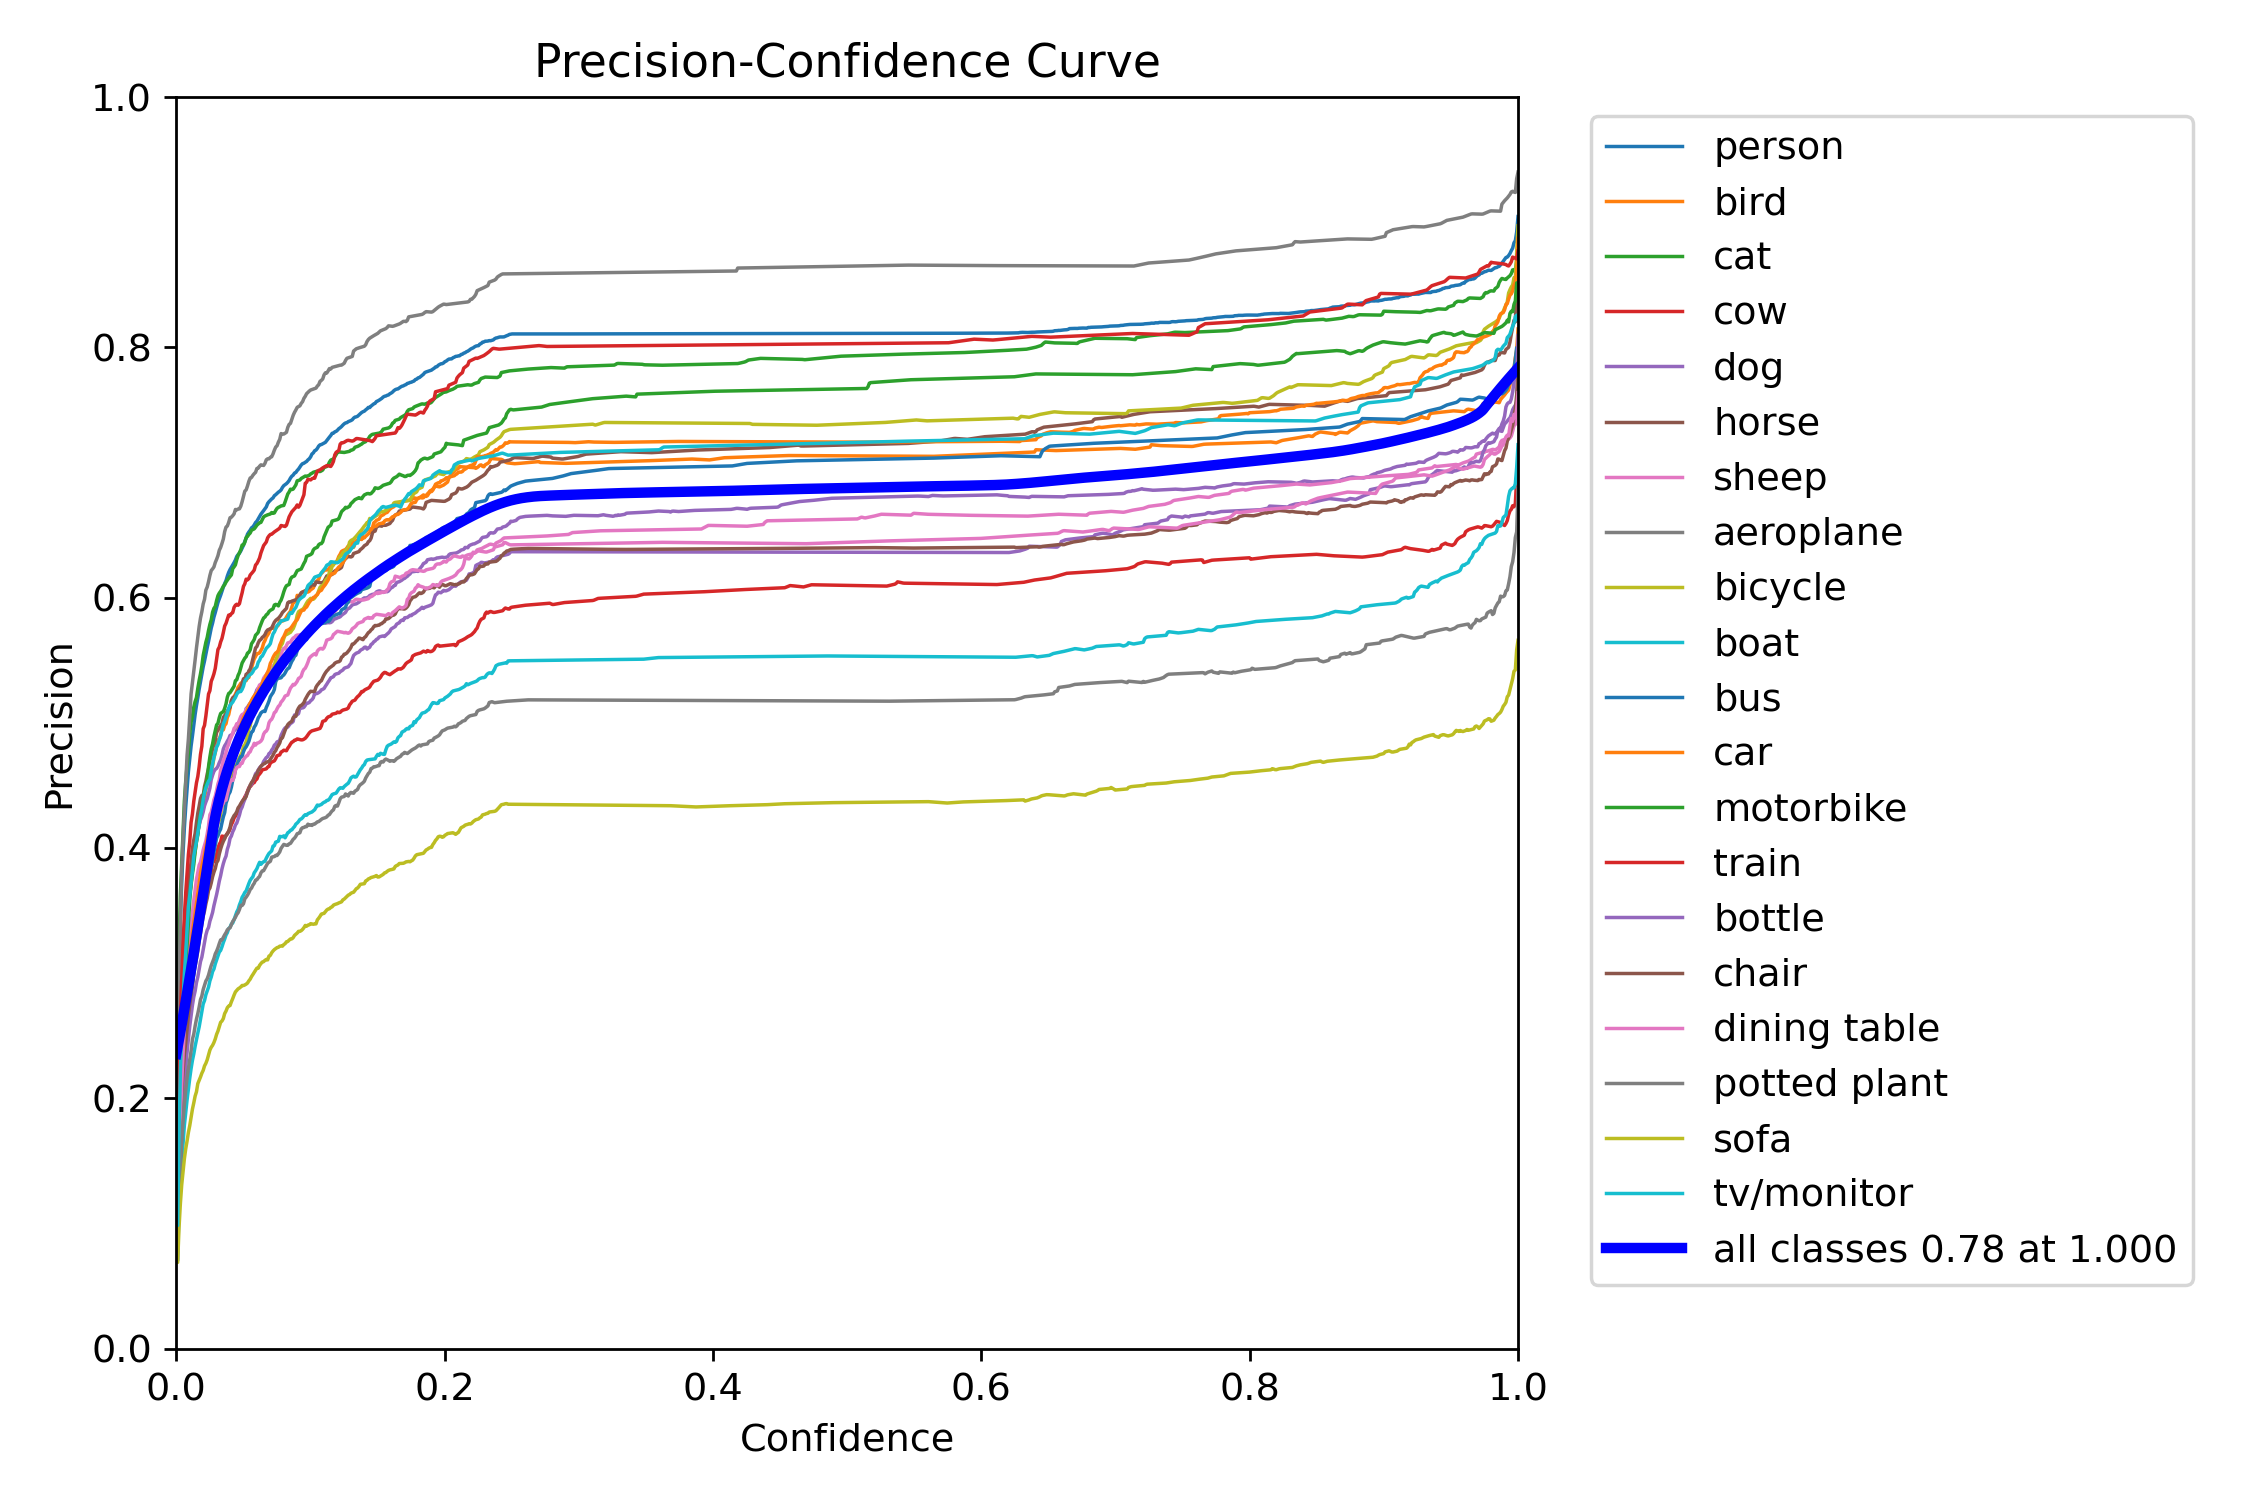 Precision-Confidence Curve
1.0
0.8
0.6
0.4
0.2
0.0
Precision
0.0 0.2 0.4 0.6 0.8 1.0
Confidence
person
bird
cat
cow
dog
horse
sheep
aeroplane
bicycle
boat
bus
car
motorbike
train
bottle
chair
dining table
potted plant
sofa
tv/monitor
all classes 0.78 at 1.000